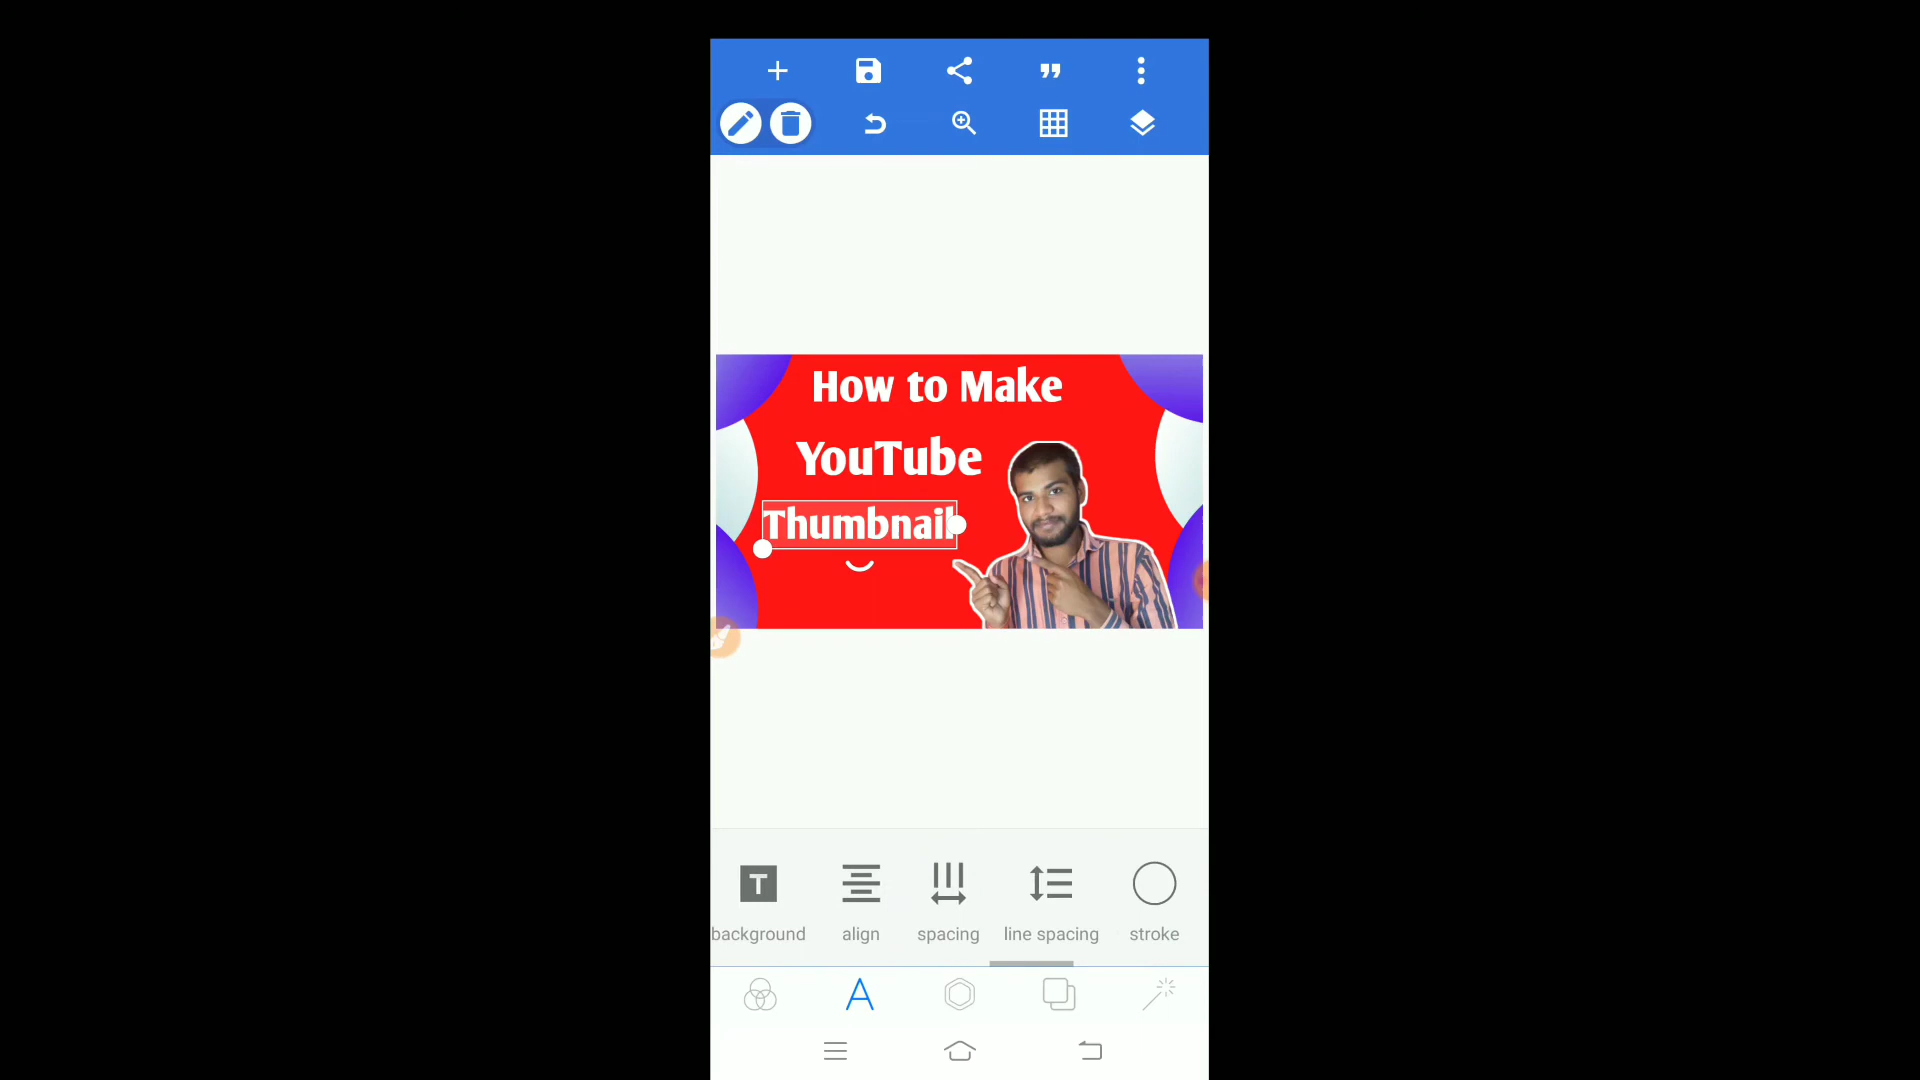 How to Make
YouTube
Thumbnail
T
background
align
spacing
line spacing
stroke